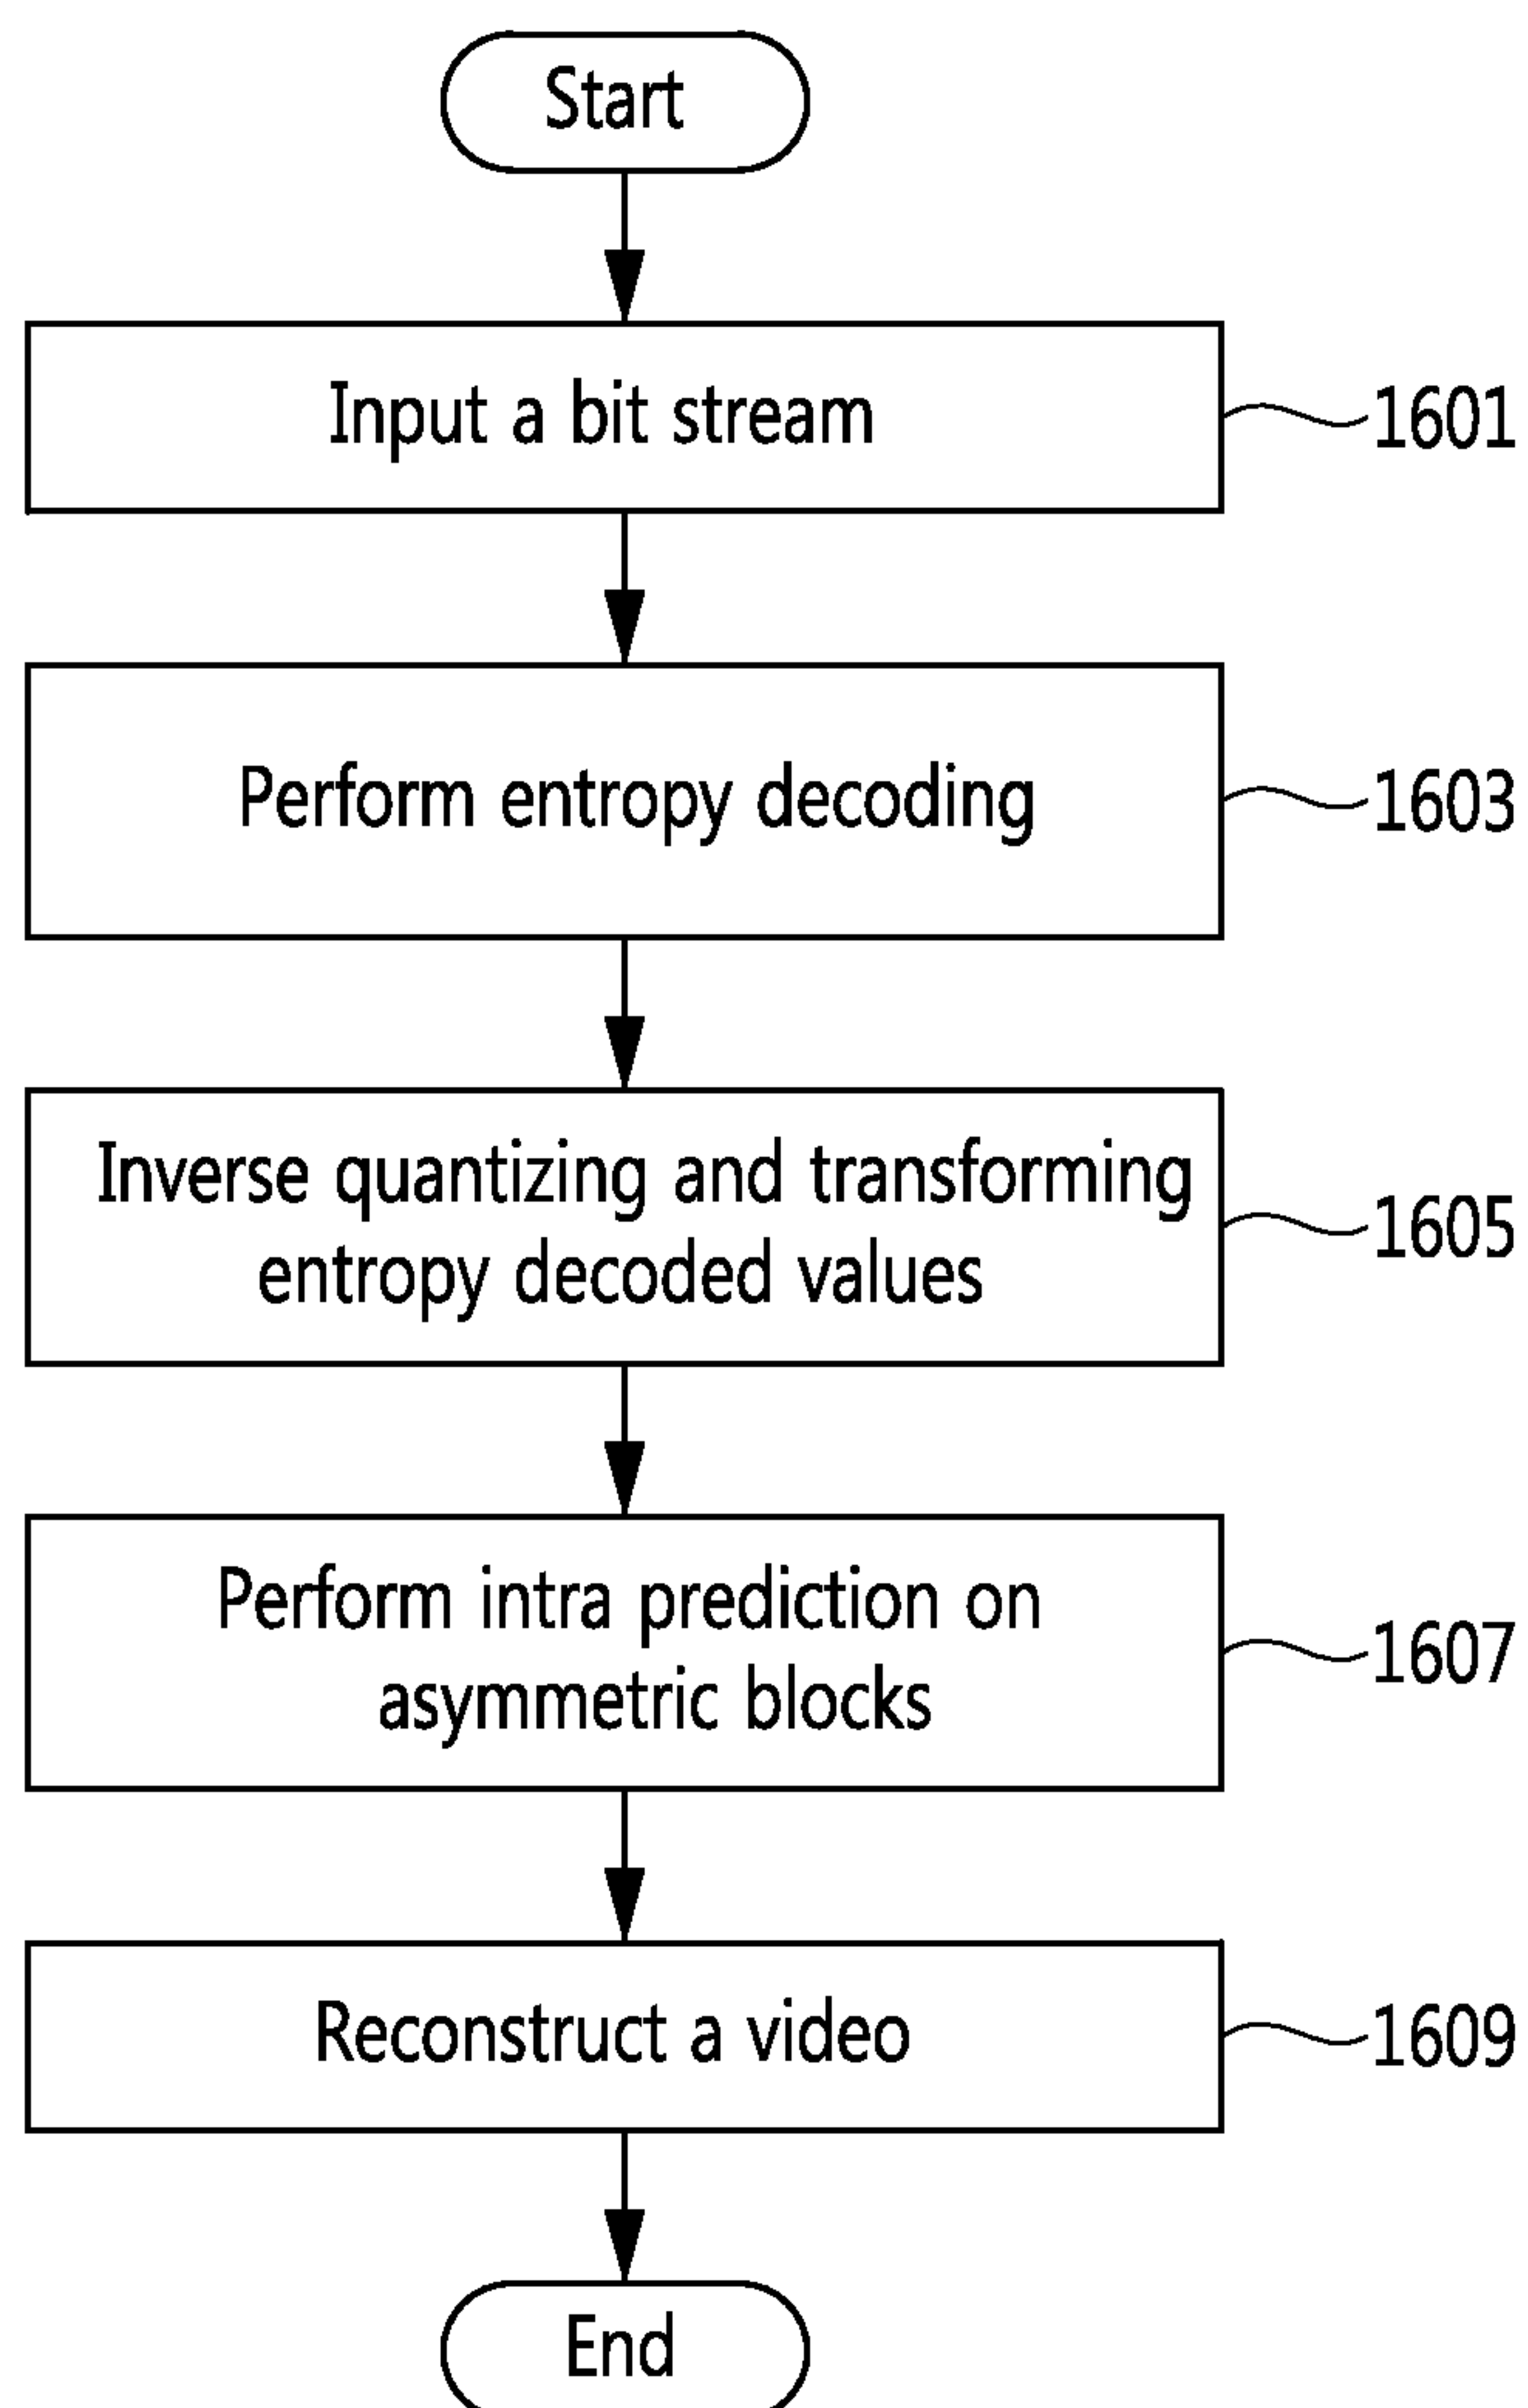 Start
Input a bit stream
1601
Perform entropy decoding
1603
Inverse quantizing and transforming
entropy decoded values
1605
Perform intra prediction on
asymmetric blocks
1607
Reconstruct a video
1609
End